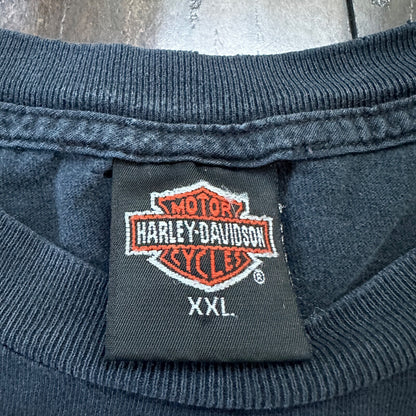 MOTOR
HARLEY-DAVIDSON
CYCLES
®
XXL.